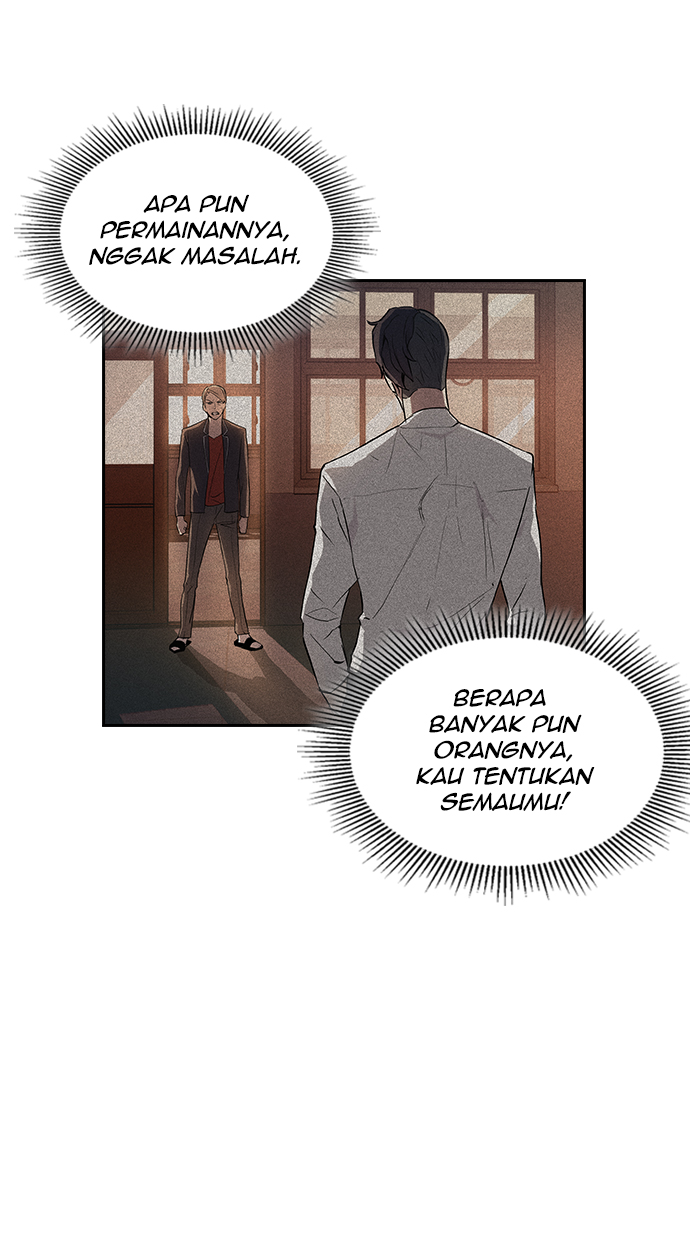 APA PUN
PERMAINANNYA,
NGGAK MASALAH.
BERAPA
BANYAK PUN
ORANGNYA,
KAU TENTUKAN
SEMAUMU!